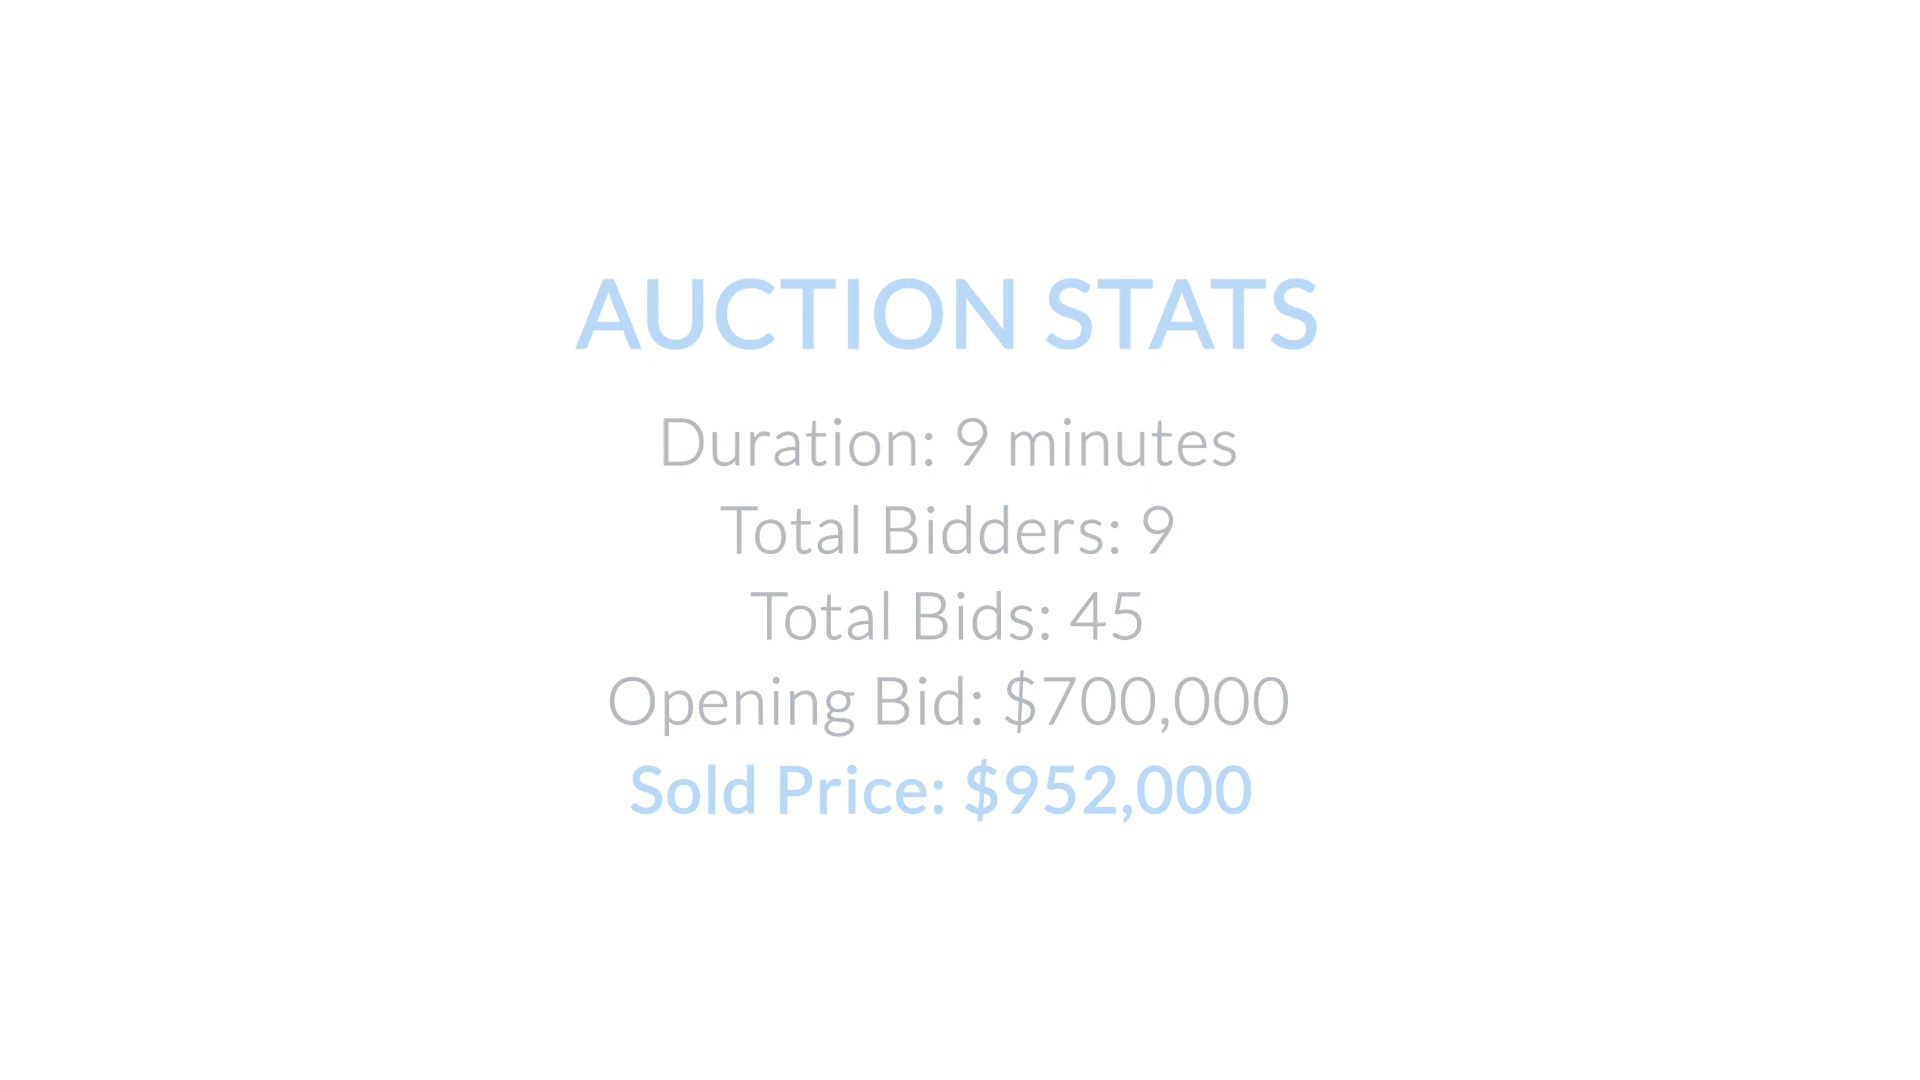 AUCTION STATS
Duration: 9 minutes
Total Bidders: 9
Total Bids: 45
Opening Bid: $700,000
Sold Price: $952,000